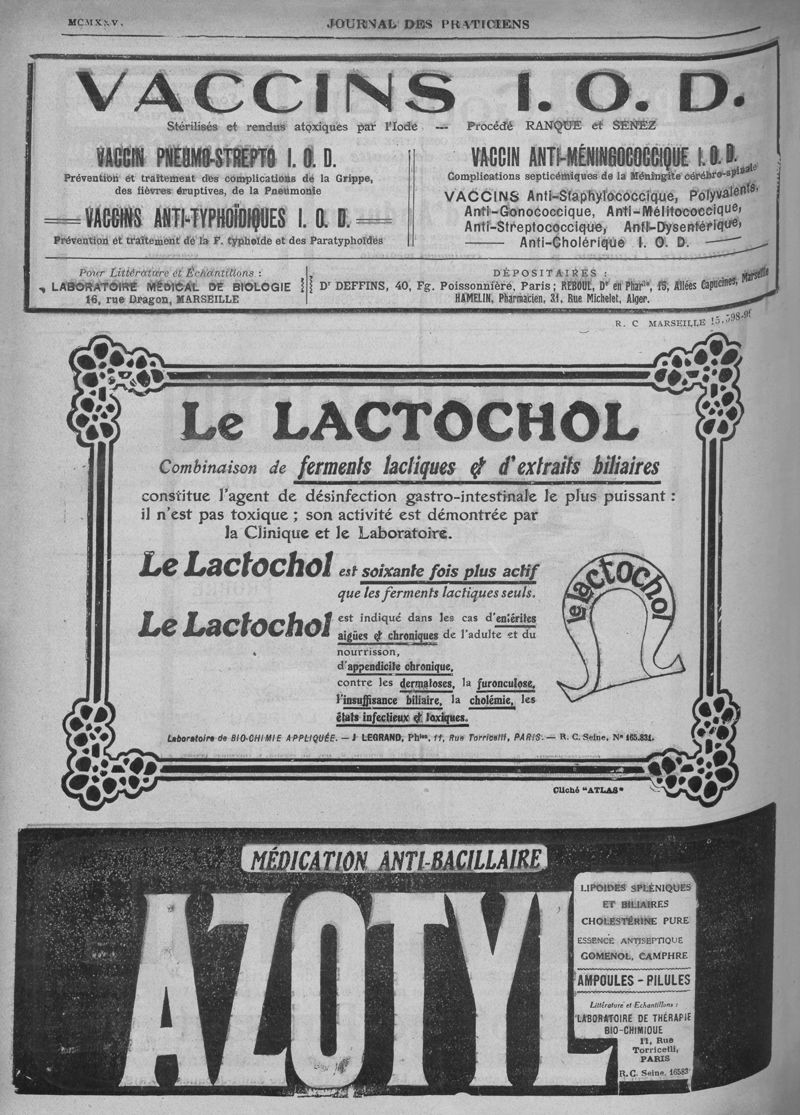 MCMXXV.
JOURNAL DES PRATICIENS
VACCINS I. O. D.
Stérilisés et rendus atoxiques par l'Iode --- Procédé RANQUE et SENEZ
VACCIN PNEUMO-STREPTO I. O. D.
Prévention et traitement des complications de la Grippe,
des fièvres éruptives, de la Pneumonie
VACCINS ANTI-TYPHOÏDIQUES I. O. D.
Prévention et traitement de la F. typhoïde et des Paratyphoïdes
VACCIN ANTI-MÉNINGOCOCCIQUE I. O. D.
Complications septicémiques de la Méningite cérébro-spinale
VACCINS Anti-Staphylococcique, Polyvalents,
Anti-Gonococcique, Anti-Mélitococcique,
Anti-Streptococcique, Anti-Dysentérique,
Anti-Cholérique I. O. D.
Pour Littérature et Échantillons :
LABORATOIRE MÉDICAL DE BIOLOGIE
16, rue Dragon, MARSEILLE
DÉPOSITAIRES :
Dr DEFFINS, 40, Fg. Poissonnière, Paris ; REBOUL, Dr en Phar{{cie}}, 15, Allées Capucines, Marseille
HAMELIN, Pharmacien, 31, Rue Michelet, Alger.
R. C MARSEILLE 15.598-9
Le LACTOCHOL
Combinaison de ferments lactiques & d'extraits biliaires
constitue l'agent de désinfection gastro-intestinale le plus puissant :
il n'est pas toxique ; son activité est démontrée par
la Clinique et le Laboratoire.
Le Lactochol est soixante fois plus actif
que les ferments lactiques seuls.
Le Lactochol est indiqué dans les cas d'entérites
aigües & chroniques de l'adulte et du
nourrisson,
d'appendicite chronique,
contre les dermatoses, la furonculose,
l'insuffisance biliaire, la cholémie, les
états infectieux & toxiques.
le lactochol
Laboratoire de BIO-CHIMIE APPLIQUÉE. — J LEGRAND, Phien, 11, Rue Torricelli, PARIS. — R. C. Seine, No 165.831.
Cliché "ATLAS"
MÉDICATION ANTI-BACILLAIRE
AZOTYL
LIPOIDES SPLÉNIQUES
ET BILIAIRES
CHOLESTÉRINE PURE
ESSENCE ANTISEPTIQUE
GOMENOL, CAMPHRE
AMPOULES - PILULES
Littérature et Echantillons :
LABORATOIRE DE THÉRAPIE
BIO-CHIMIQUE
11, Rue
Torricelli,
PARIS
R. C. Seine, 16583